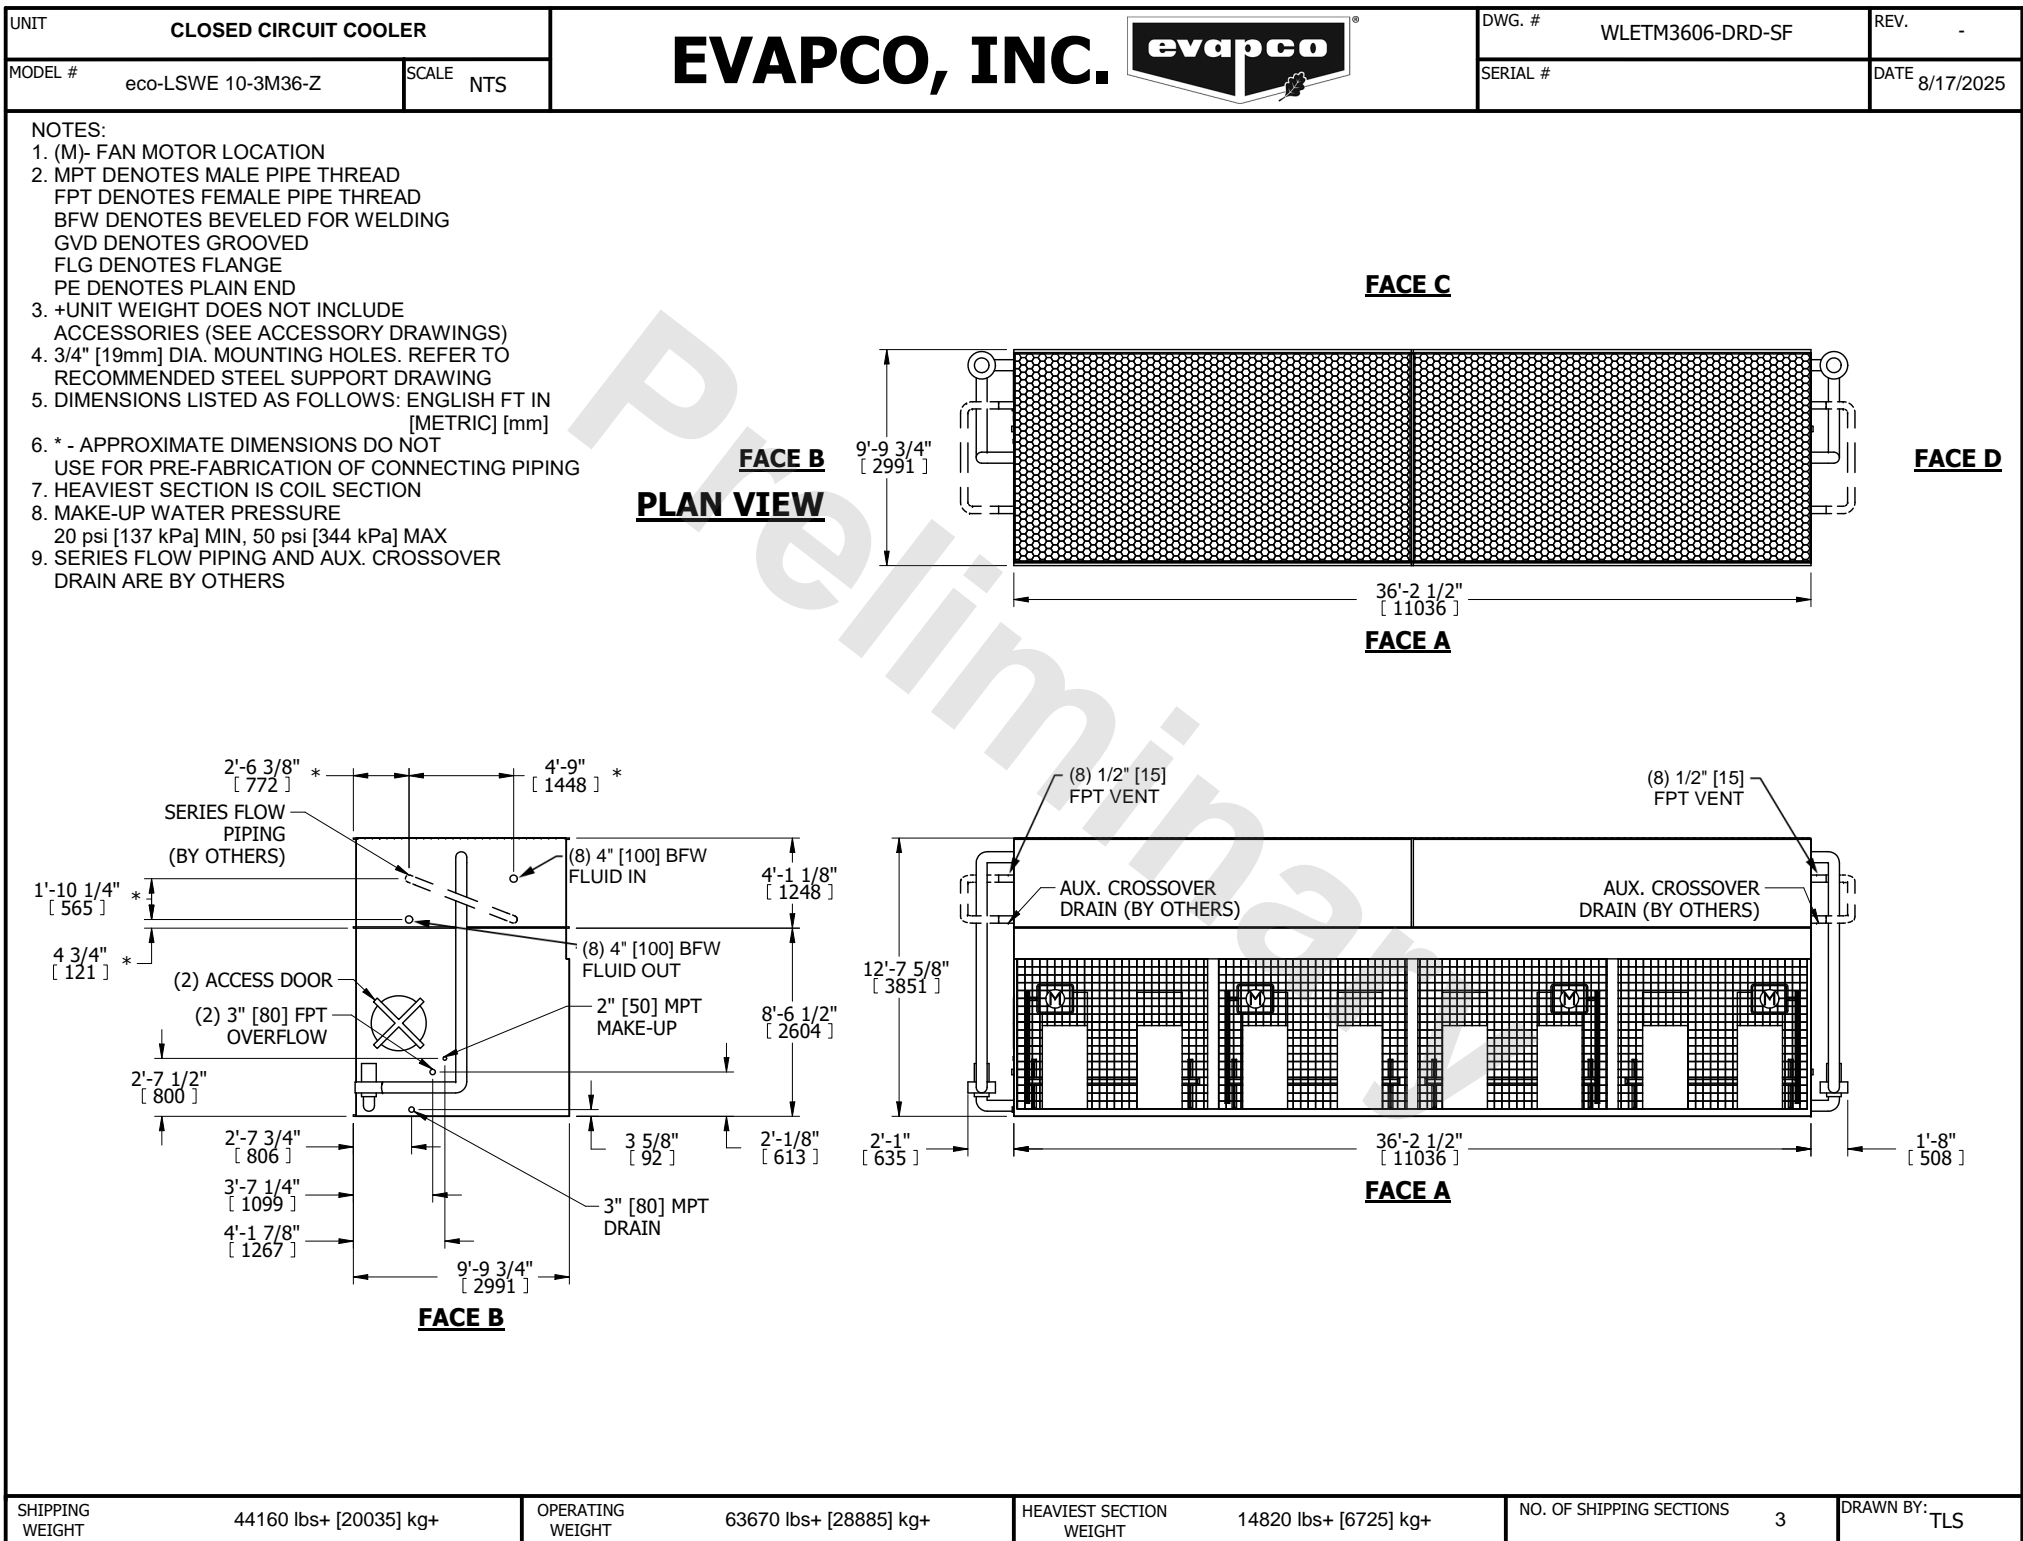 UNIT
CLOSED CIRCUIT COOLER
MODEL #
eco-LSWE 10-3M36-Z
SCALE
NTS
EVAPCO, INC.
evapco
®
DWG. #
WLETM3606-DRD-SF
REV.
-
SERIAL #
DATE
8/17/2025
NOTES:
1. (M)- FAN MOTOR LOCATION
2. MPT DENOTES MALE PIPE THREAD
FPT DENOTES FEMALE PIPE THREAD
BFW DENOTES BEVELED FOR WELDING
GVD DENOTES GROOVED
FLG DENOTES FLANGE
PE DENOTES PLAIN END
3. +UNIT WEIGHT DOES NOT INCLUDE
ACCESSORIES (SEE ACCESSORY DRAWINGS)
4. 3/4" [19mm] DIA. MOUNTING HOLES. REFER TO
RECOMMENDED STEEL SUPPORT DRAWING
5. DIMENSIONS LISTED AS FOLLOWS: ENGLISH FT IN
[METRIC] [mm]
6. * - APPROXIMATE DIMENSIONS DO NOT
USE FOR PRE-FABRICATION OF CONNECTING PIPING
7. HEAVIEST SECTION IS COIL SECTION
8. MAKE-UP WATER PRESSURE
20 psi [137 kPa] MIN, 50 psi [344 kPa] MAX
9. SERIES FLOW PIPING AND AUX. CROSSOVER
DRAIN ARE BY OTHERS
Preliminary
FACE C
FACE B
9'-9 3/4"
[ 2991 ]
FACE D
PLAN VIEW
36'-2 1/2"
[ 11036 ]
FACE A
2'-6 3/8" *
[ 772 ]
4'-9" *
[ 1448 ]
SERIES FLOW
PIPING
(BY OTHERS)
(8) 4" [100] BFW
FLUID IN
1'-10 1/4" *
[ 565 ]
4'-1 1/8"
[ 1248 ]
4 3/4" *
[ 121 ]
(8) 4" [100] BFW
FLUID OUT
(2) ACCESS DOOR
(2) 3" [80] FPT
OVERFLOW
2" [50] MPT
MAKE-UP
8'-6 1/2"
[ 2604 ]
2'-7 1/2"
[ 800 ]
2'-7 3/4"
[ 806 ]
3 5/8"
[ 92 ]
2'-1/8"
[ 613 ]
3'-7 1/4"
[ 1099 ]
3" [80] MPT
DRAIN
4'-1 7/8"
[ 1267 ]
9'-9 3/4"
[ 2991 ]
FACE B
(8) 1/2" [15]
FPT VENT
(8) 1/2" [15]
FPT VENT
AUX. CROSSOVER
DRAIN (BY OTHERS)
AUX. CROSSOVER
DRAIN (BY OTHERS)
12'-7 5/8"
[ 3851 ]
M M M M
2'-1"
[ 635 ]
36'-2 1/2"
[ 11036 ]
1'-8"
[ 508 ]
FACE A
SHIPPING
WEIGHT
44160 lbs+ [20035] kg+
OPERATING
WEIGHT
63670 lbs+ [28885] kg+
HEAVIEST SECTION
WEIGHT
14820 lbs+ [6725] kg+
NO. OF SHIPPING SECTIONS
3
DRAWN BY:
TLS